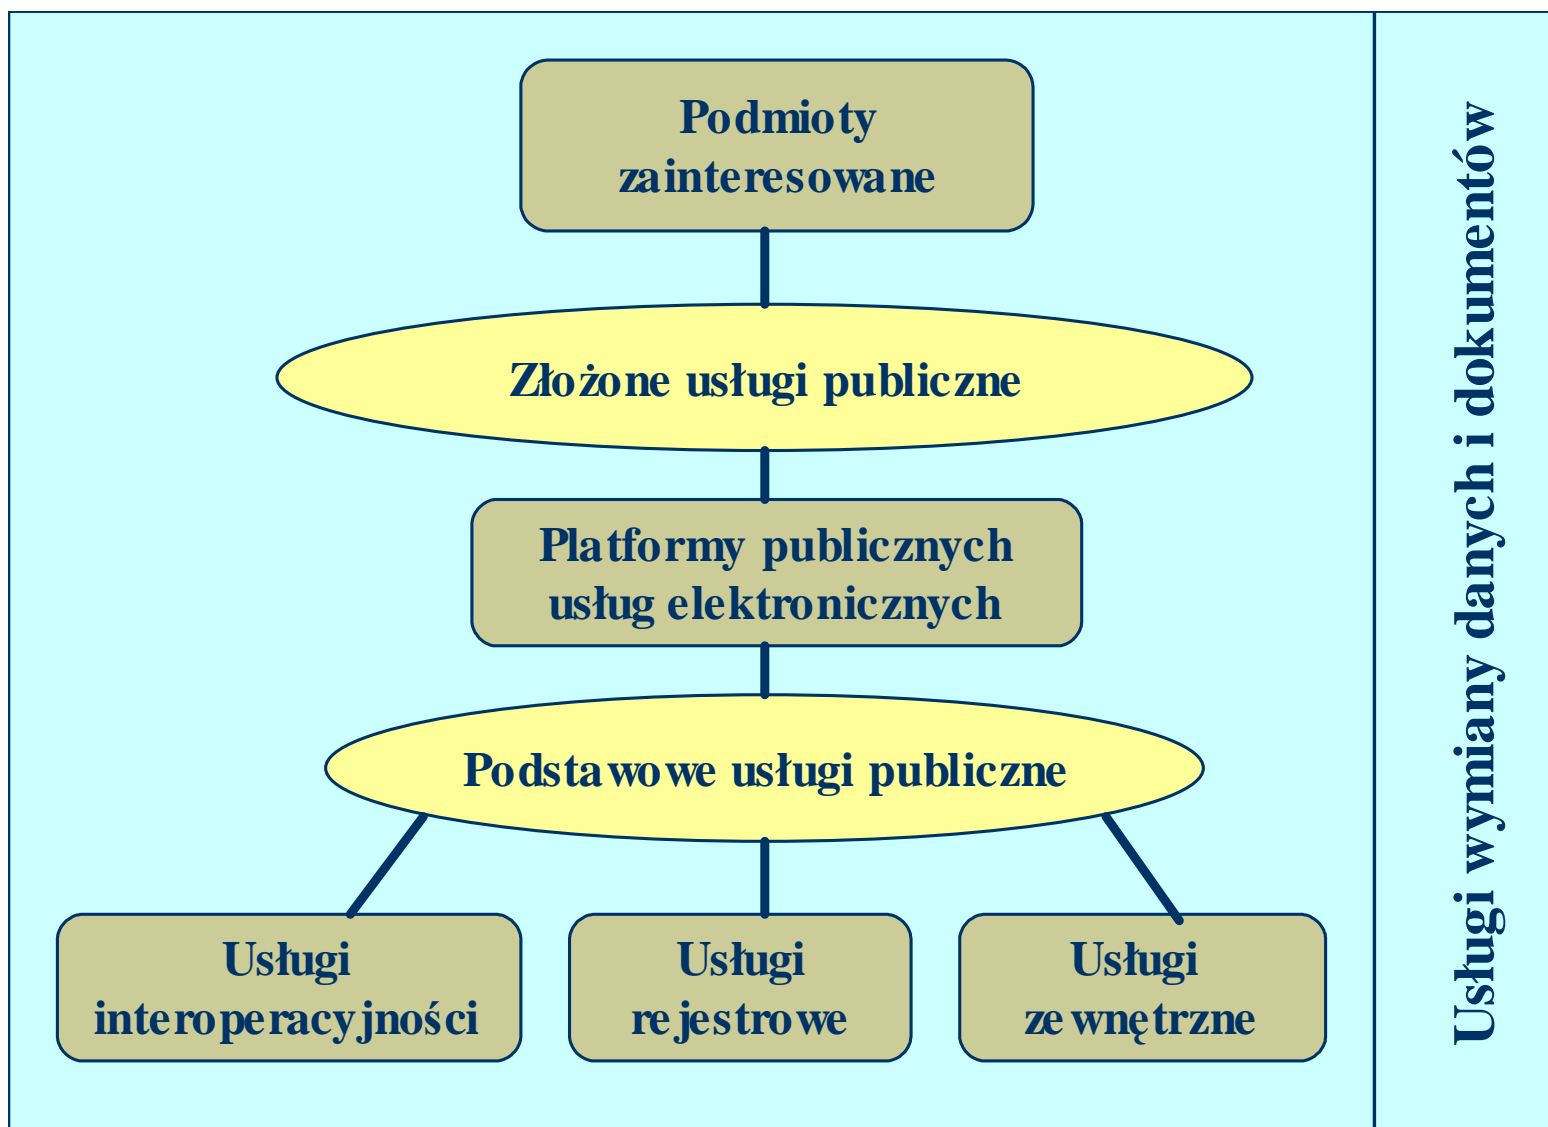 Podmioty
zainteresowane
Złożone usługi publiczne
Platformy publicznych
usług elektronicznych
Podstawowe usługi publiczne
Usługi
interoperacyjności
Usługi
rejestrowe
Usługi
zewnętrzne
Usługi wymiany danych i dokumentów